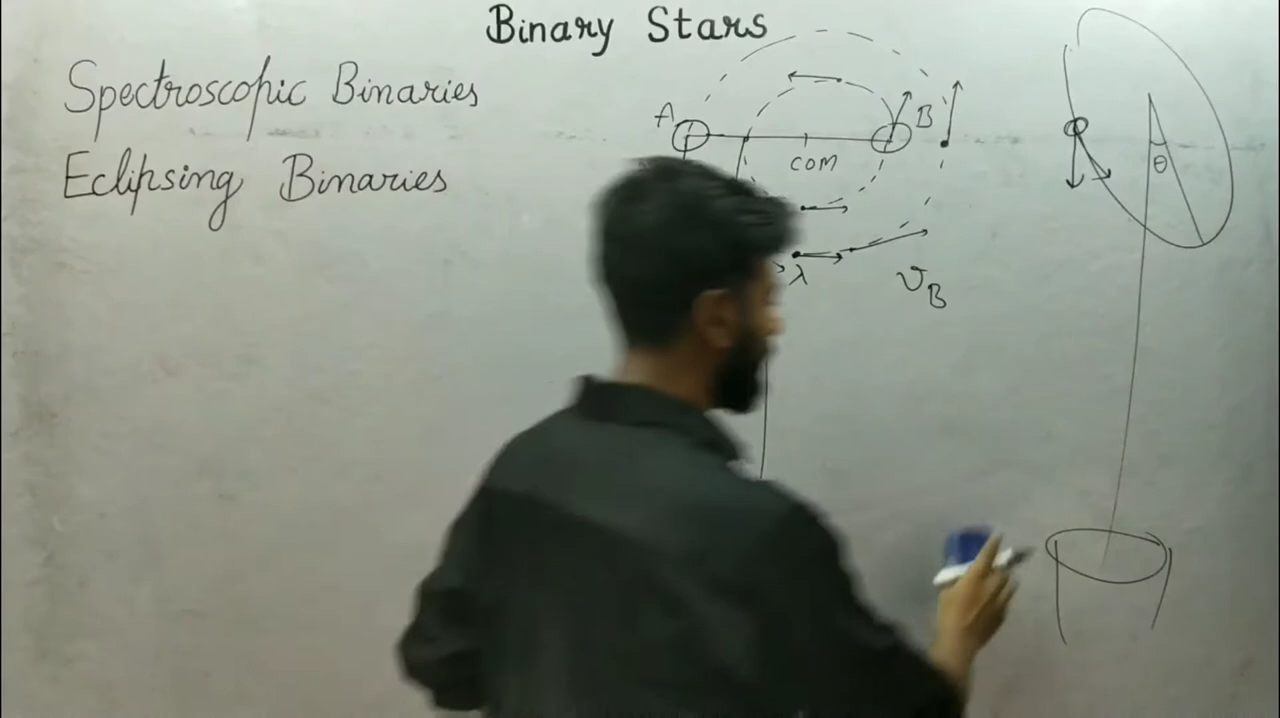 Binary Stars
Spectroscopic Binaries
Eclipsing Binaries
A
B
COM
θ
λ
v_B